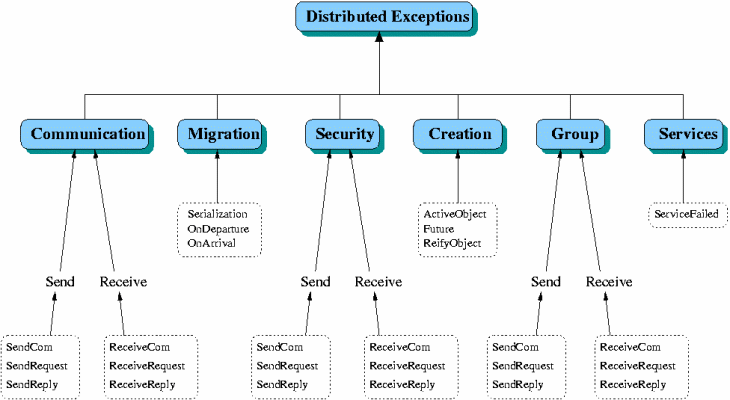 Distributed Exceptions
Communication
Migration
Security
Creation
Group
Services
Serialization
OnDeparture
OnArrival
ActiveObject
Future
ReifyObject
ServiceFailed
Send
Receive
Send
Receive
Send
Receive
SendCom
SendRequest
SendReply
ReceiveCom
ReceiveRequest
ReceiveReply
SendCom
SendRequest
SendReply
ReceiveCom
ReceiveRequest
ReceiveReply
SendCom
SendRequest
SendReply
ReceiveCom
ReceiveRequest
ReceiveReply